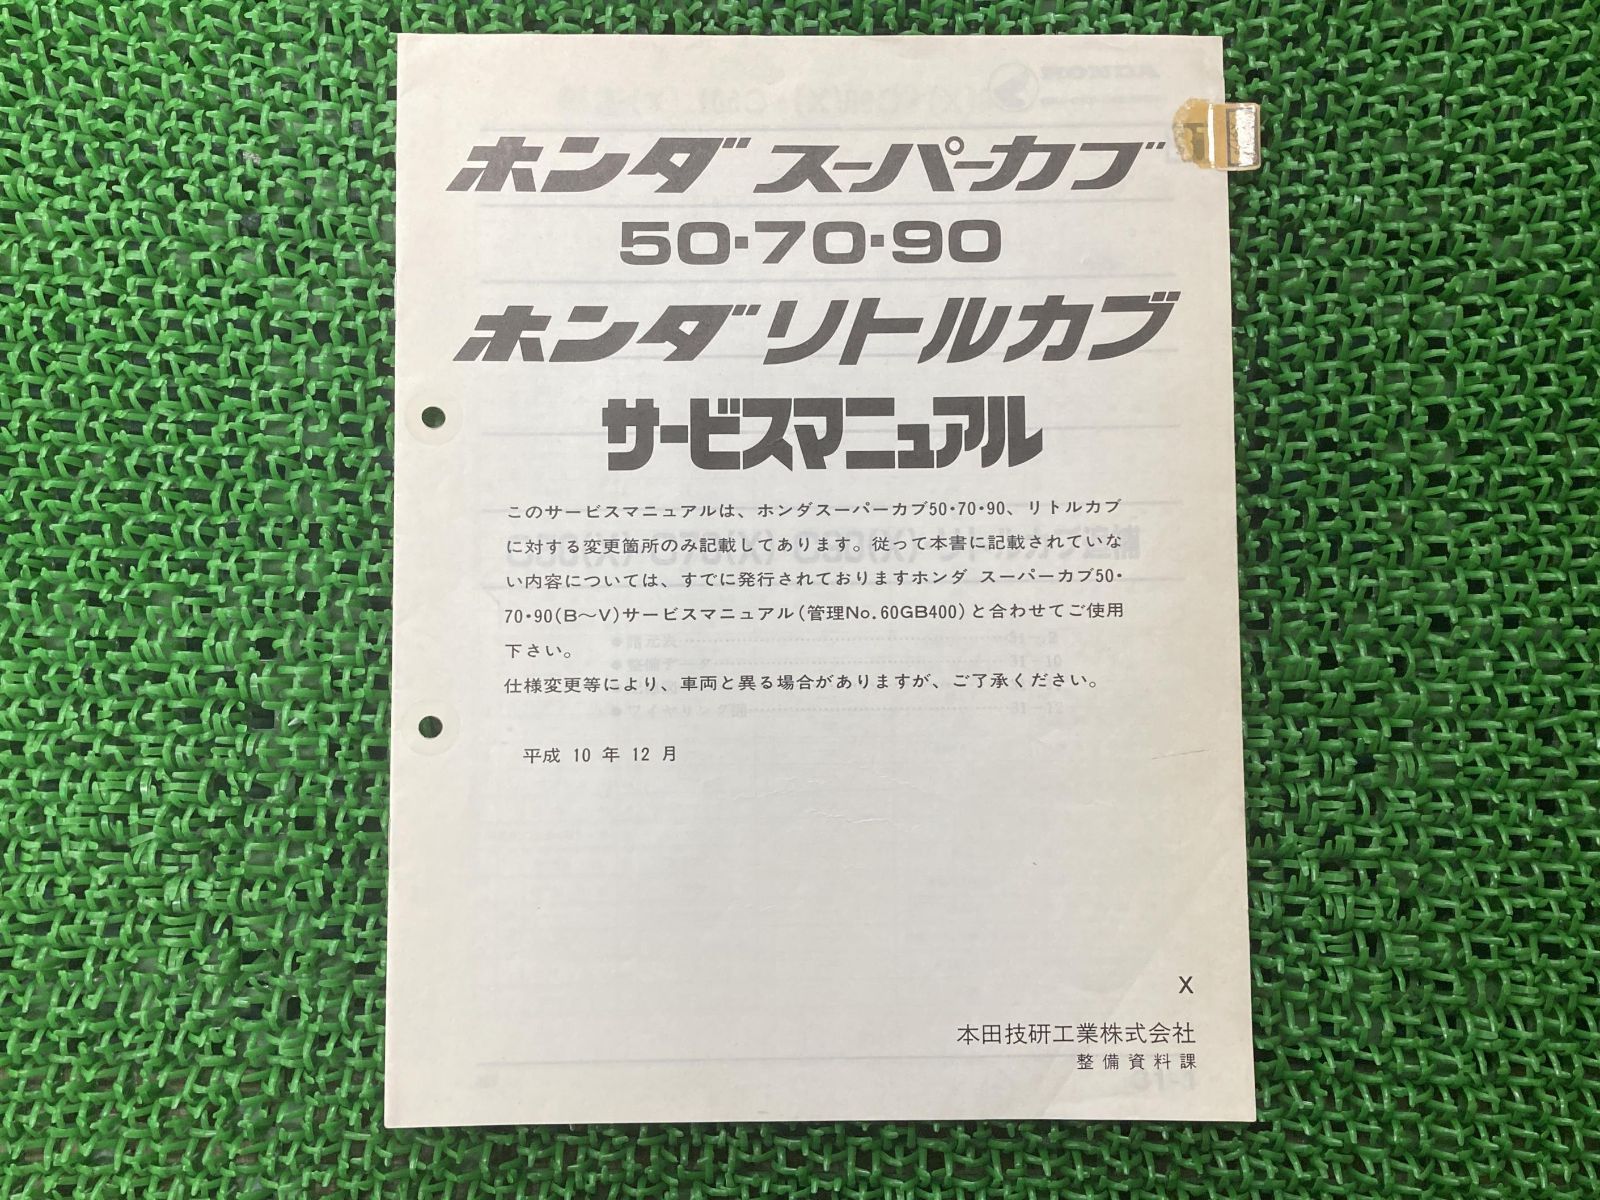 ホンダ スーパーカブ
50・70・90
ホンダ リトルカブ
サービスマニュアル
このサービスマニュアルは、ホンダスーパーカブ50・70・90、リトルカブ
に対する変更箇所のみ記載してあります。従って本書に記載されていな
い内容については、すでに発行されておりますホンダ スーパーカブ50・
70・90(B〜V)サービスマニュアル(管理No.60GB400)と合わせてご使用
下さい。
仕様変更等により、車両と異る場合がありますが、ご了承ください。
平成 10 年 12 月
X
本田技研工業株式会社
整備資料課